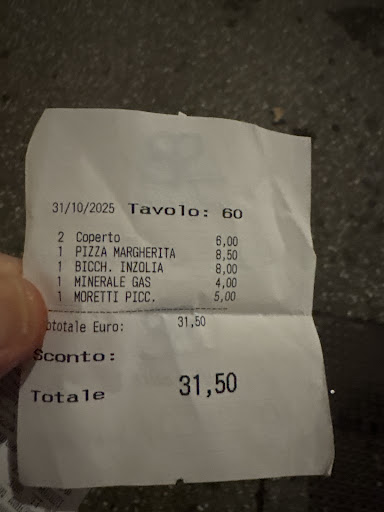 31/10/2025 Tavolo: 60
2 Coperto 6,00
1 PIZZA MARGHERITA 8,50
1 BICCH. INZOLIA 8,00
1 MINERALE GAS 4,00
1 MORETTI PICC. 5,00
ototale Euro: 31,50
Sconto:
Totale 31,50